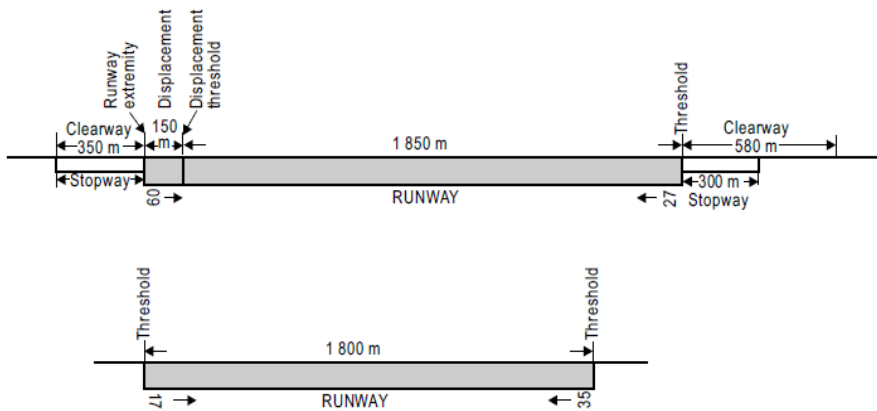 Runway
extremity
Displacement
Displacement
threshold
Threshold
Clearway
350 m
150
m
1 850 m
Clearway
580 m
Stopway
09
RUNWAY
27
300 m
Stopway
Threshold
Threshold
1 800 m
17
RUNWAY
35